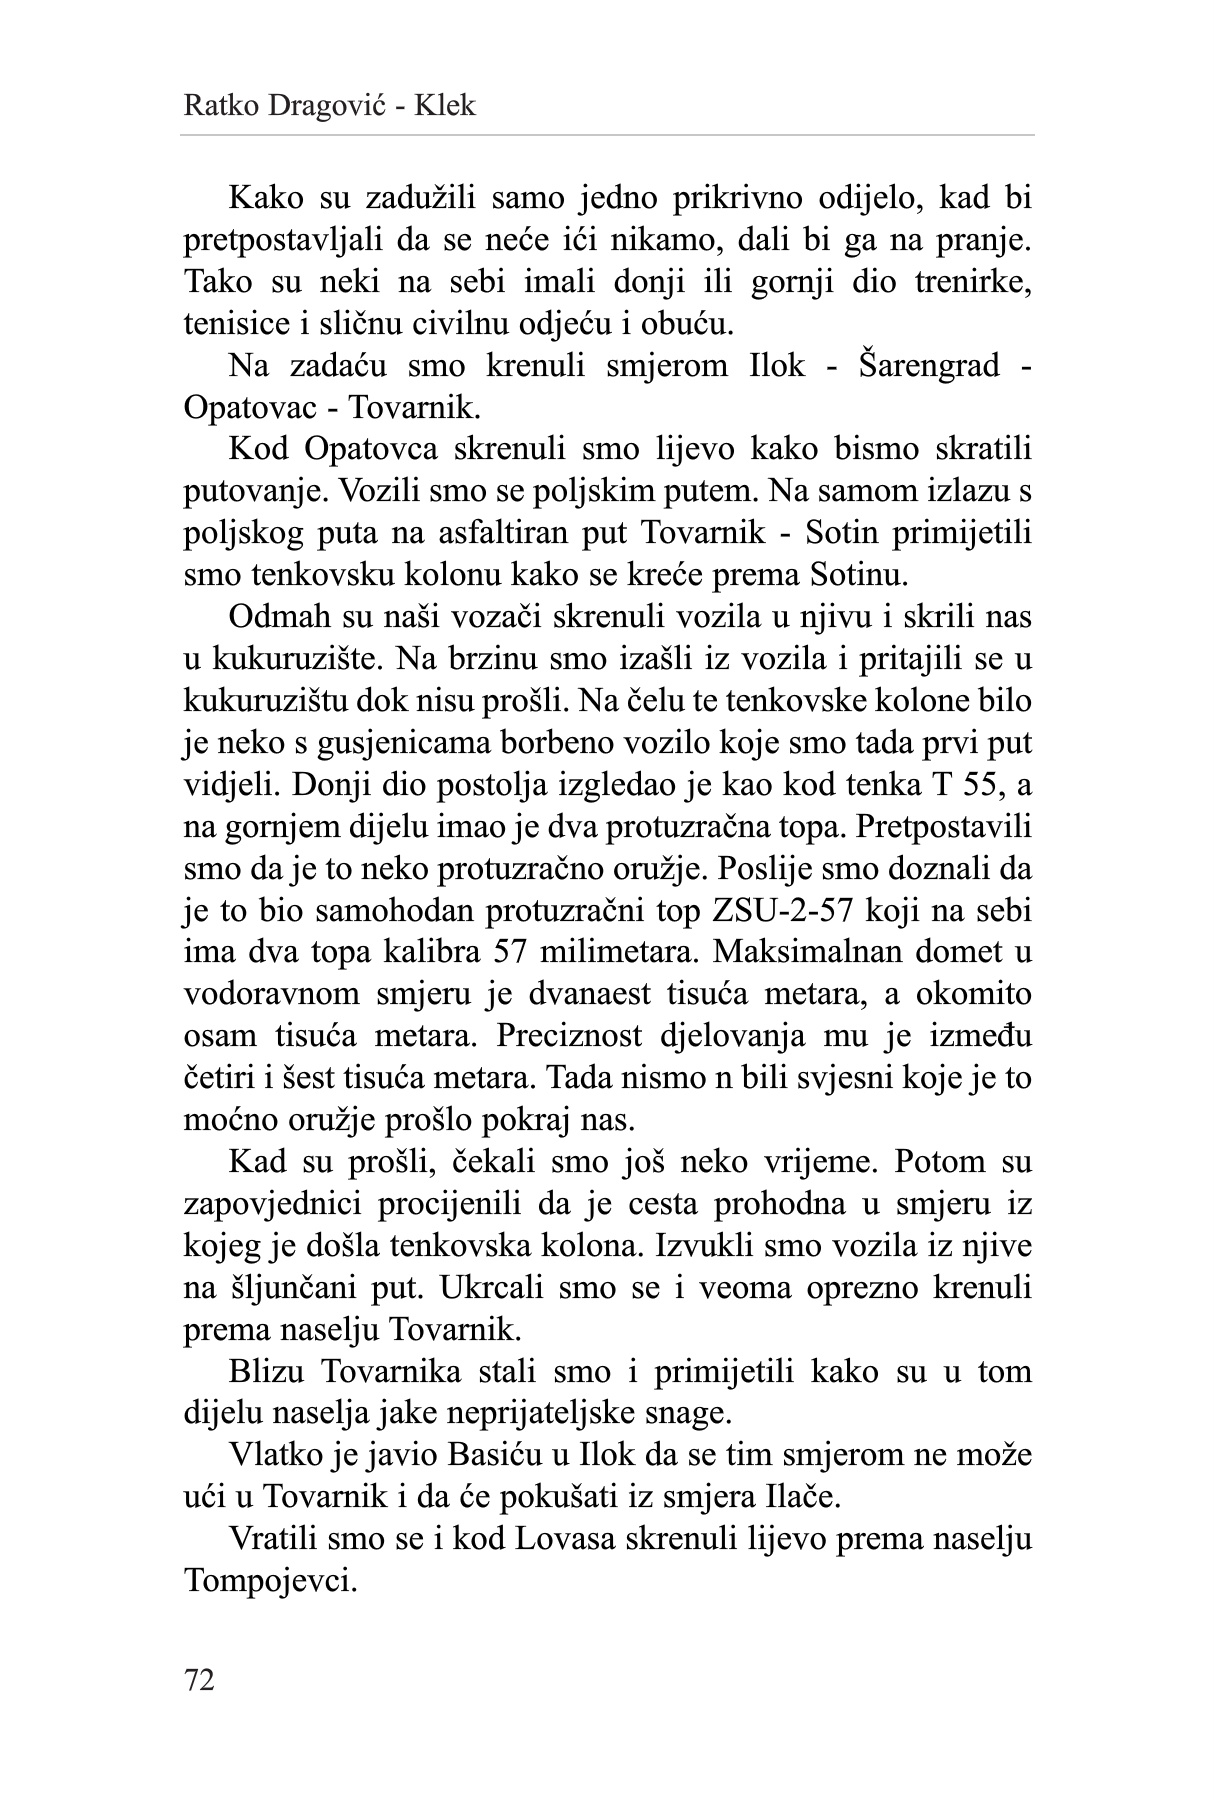 Ratko Dragović - Klek
Kako su zadužili samo jedno prikrivno odijelo, kad bi
pretpostavljali da se neće ići nikamo, dali bi ga na pranje.
Tako su neki na sebi imali donji ili gornji dio trenirke,
tenisice i sličnu civilnu odjeću i obuću.
Na zadaću smo krenuli smjerom Ilok - Šarengrad -
Opatovac - Tovarnik.
Kod Opatovca skrenuli smo lijevo kako bismo skratili
putovanje. Vozili smo se poljskim putem. Na samom izlazu s
poljskog puta na asfaltiran put Tovarnik - Sotin primijetili
smo tenkovsku kolonu kako se kreće prema Sotinu.
Odmah su naši vozači skrenuli vozila u njivu i skrili nas
u kukuruzište. Na brzinu smo izašli iz vozila i pritajili se u
kukuruzištu dok nisu prošli. Na čelu te tenkovske kolone bilo
je neko s gusjenicama borbeno vozilo koje smo tada prvi put
vidjeli. Donji dio postolja izgledao je kao kod tenka T 55, a
na gornjem dijelu imao je dva protuzračna topa. Pretpostavili
smo da je to neko protuzračno oružje. Poslije smo doznali da
je to bio samohodan protuzračni top ZSU-2-57 koji na sebi
ima dva topa kalibra 57 milimetara. Maksimalnan domet u
vodoravnom smjeru je dvanaest tisuća metara, a okomito
osam tisuća metara. Preciznost djelovanja mu je između
četiri i šest tisuća metara. Tada nismo n bili svjesni koje je to
moćno oružje prošlo pokraj nas.
Kad su prošli, čekali smo još neko vrijeme. Potom su
zapovjednici procijenili da je cesta prohodna u smjeru iz
kojeg je došla tenkovska kolona. Izvukli smo vozila iz njive
na šljunčani put. Ukrcali smo se i veoma oprezno krenuli
prema naselju Tovarnik.
Blizu Tovarnika stali smo i primijetili kako su u tom
dijelu naselja jake neprijateljske snage.
Vlatko je javio Basiću u Ilok da se tim smjerom ne može
ući u Tovarnik i da će pokušati iz smjera Ilače.
Vratili smo se i kod Lovasa skrenuli lijevo prema naselju
Tompojevci.
72